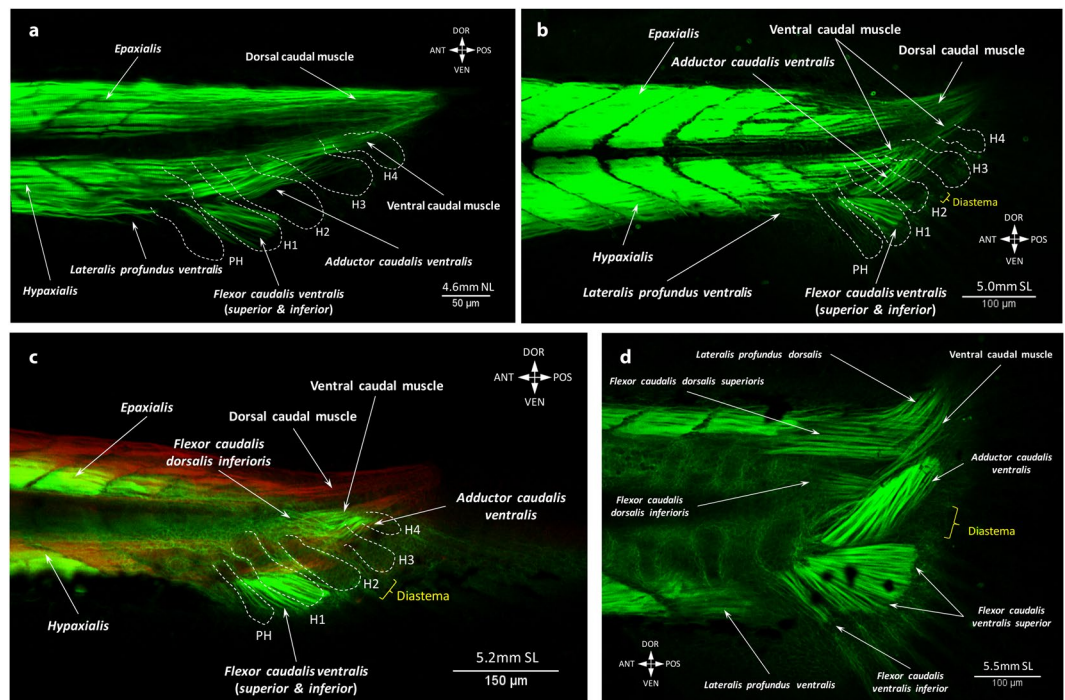 a
DOR
ANT
POS
VEN
Epaxialis
Dorsal caudal muscle
H4
H3
Ventral caudal muscle
H2
H1
Adductor caudalis ventralis
PH
Lateralis profundus ventralis
Hypaxialis
Flexor caudalis ventralis
(superior & inferior)
4.6mm NL
50 µm
b
Ventral caudal muscle
Epaxialis
Dorsal caudal muscle
Adductor caudalis ventralis
H4
H3
Diastema
H2
H1
DOR
ANT
POS
VEN
PH
Hypaxialis
Lateralis profundus ventralis
Flexor caudalis ventralis
(superior & inferior)
5.0mm SL
100 µm
c
DOR
ANT
POS
VEN
Ventral caudal muscle
Epaxialis
Dorsal caudal muscle
Flexor caudalis
dorsalis inferioris
Adductor caudalis
ventralis
H4
H3
H2
Diastema
H1
PH
Hypaxialis
Flexor caudalis ventralis
(superior & inferior)
5.2mm SL
150 µm
d
Lateralis profundus dorsalis
Ventral caudal muscle
Flexor caudalis dorsalis superioris
Adductor caudalis
ventralis
Flexor caudalis
dorsalis inferioris
Diastema
Flexor caudalis
ventralis superior
DOR
ANT
POS
VEN
Lateralis profundus ventralis
Flexor caudalis
ventralis inferior
5.5mm SL
100 µm